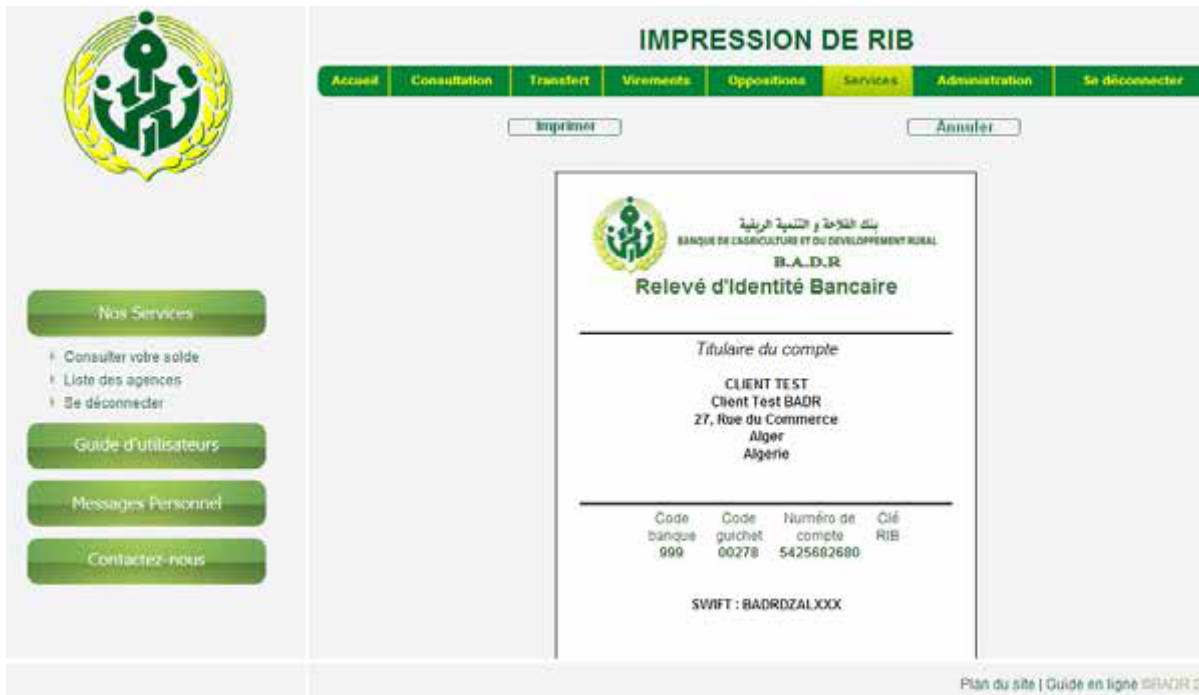 IMPRESSION DE RIB
Accueil Consultation Transfert Virements Oppositions Services Administration Se déconnecter
Imprimer Annuler
بنك الفلاحة و التنمية الريفية
BANQUE DE L'AGRICULTURE ET DU DEVELOPPEMENT RURAL
B.A.D.R
Relevé d'Identité Bancaire
Titulaire du compte
CLIENT TEST
Client Test BADR
27, Rue du Commerce
Alger
Algerie
Code banque Code guichet Numéro de compte Clé RIB
999 00278 5425682680
SWIFT : BADRDZALXXX
Nos Services
Consulter votre solde
Liste des agences
Se déconnecter
Guide d'utilisateurs
Messages Personnel
Contactez-nous
Plan du site | Guide en ligne ©BADR